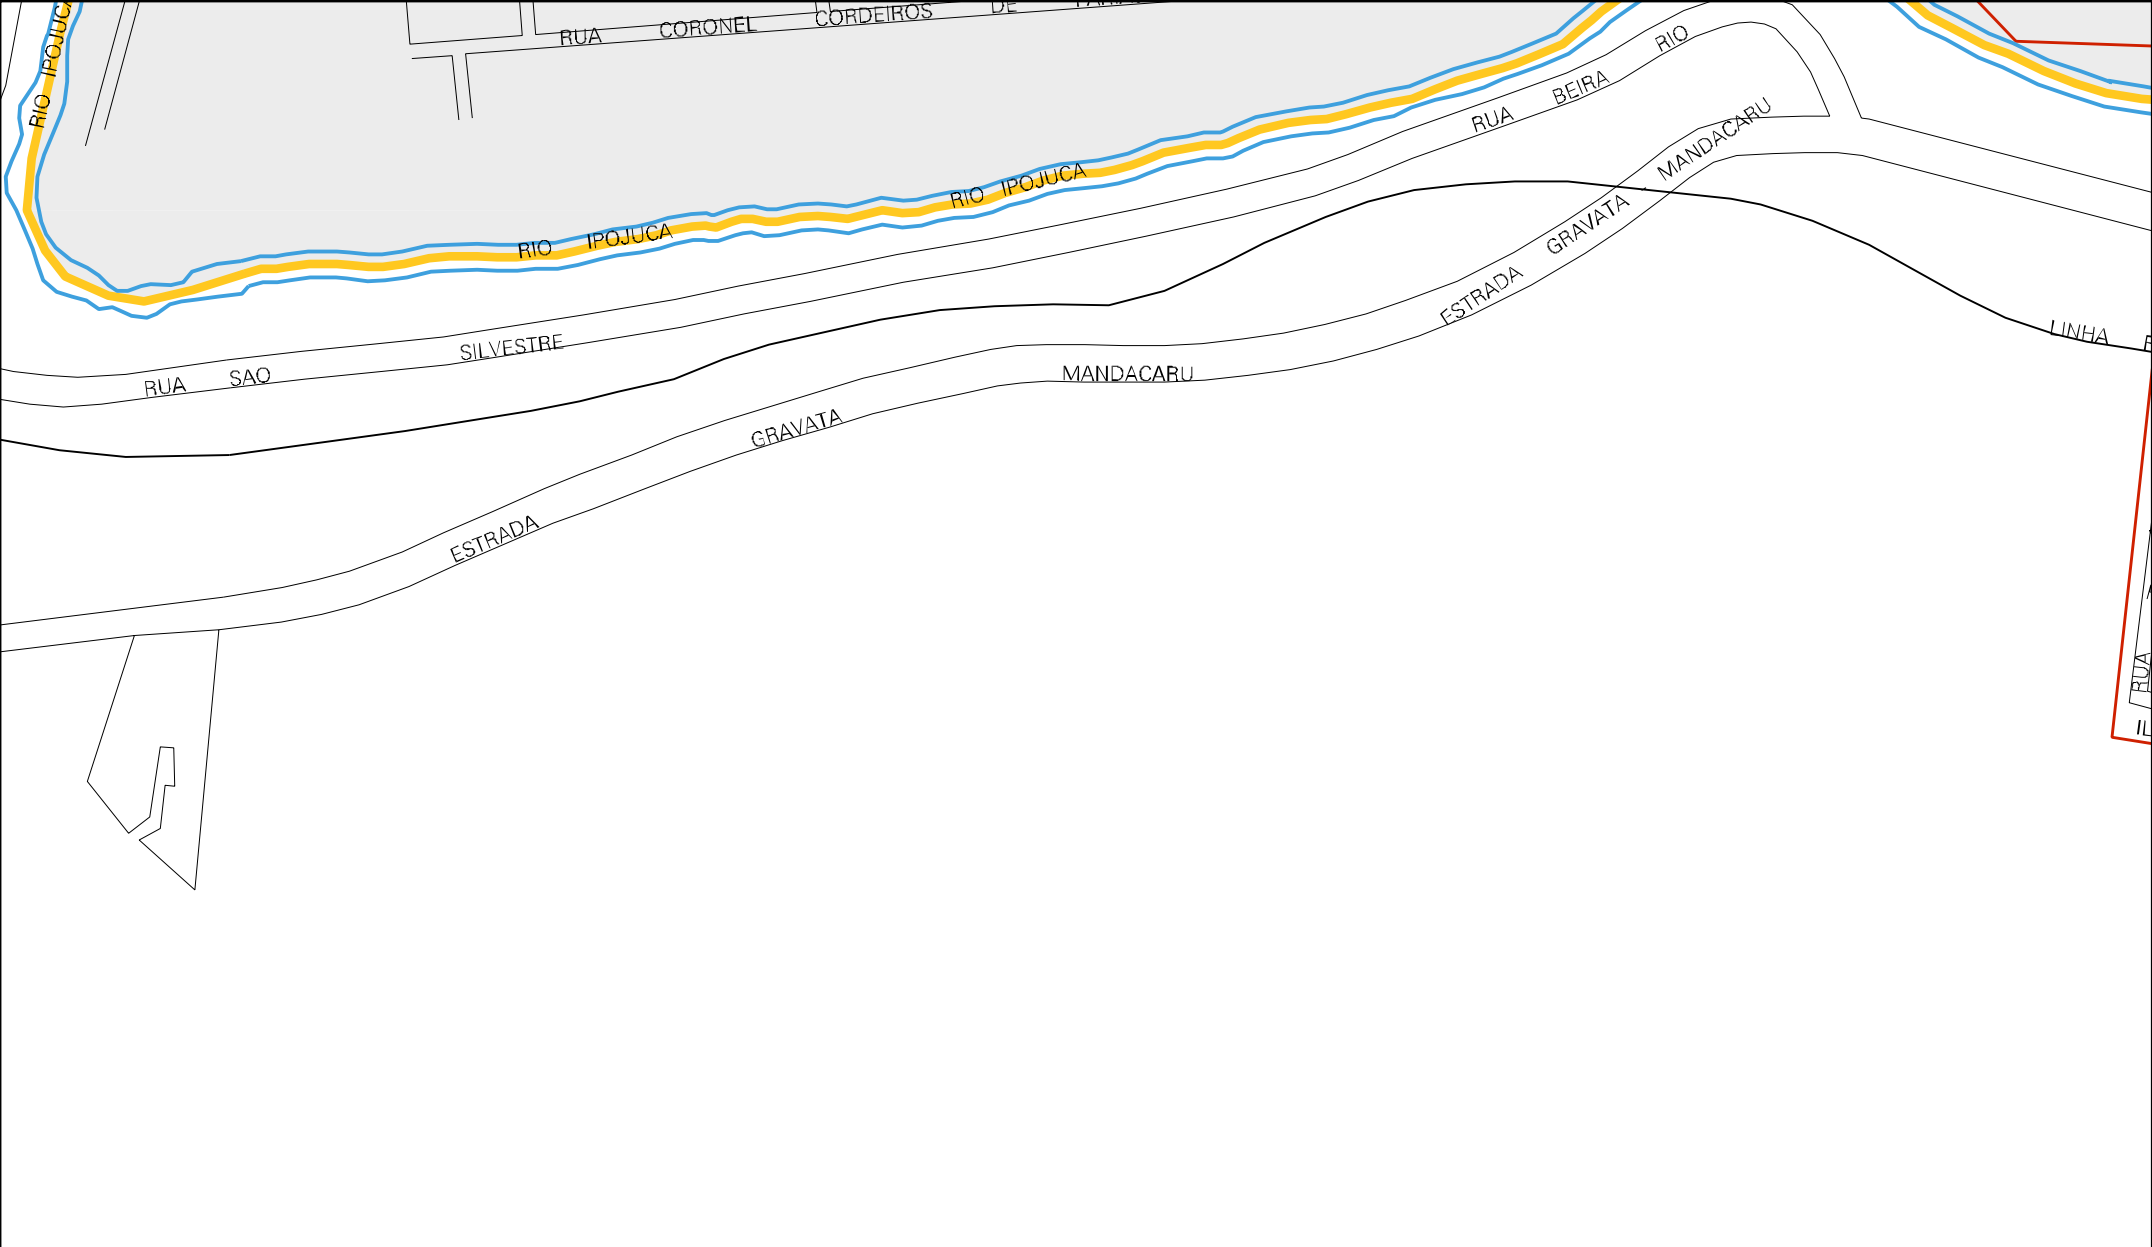 RIO IPOJUCA
RUA CORONEL CORDEIROS DE
RIO IPOJUCA
RIO IPOJUCA
RUA BEIRA RIO
RUA SAO SILVESTRE
ESTRADA GRAVATA MANDACARU
ESTRADA GRAVATA MANDACARU
LINHA
RUA